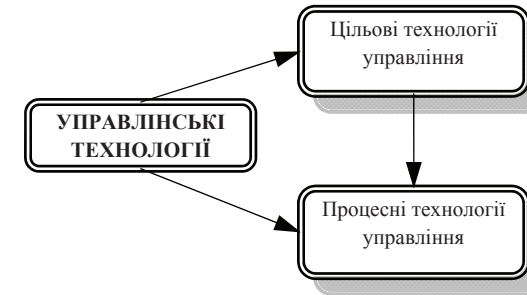 Цільові технології
управління
УПРАВЛІНСЬКІ
ТЕХНОЛОГІЇ
Процесні технології
управління